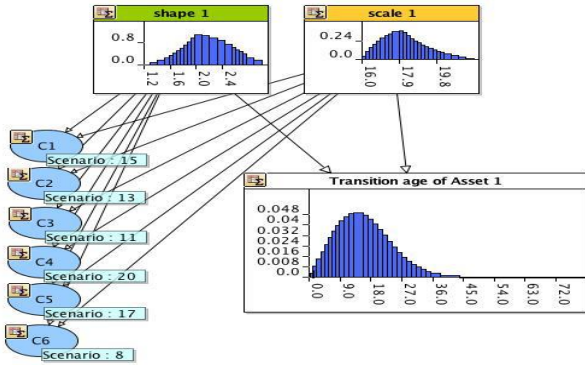 shape 1
0.8
0.0
1.2
1.6
2.0
2.4
scale 1
0.24
0.0
16.0
17.9
19.8
C1
Scenario : 15
C2
Scenario : 13
C3
Scenario : 11
C4
Scenario : 20
C5
Scenario : 17
C6
Scenario : 8
Transition age of Asset 1
0.048
0.04
0.032
0.024
0.016
0.008
0.0
0.0
9.0
18.0
27.0
36.0
45.0
54.0
63.0
72.0